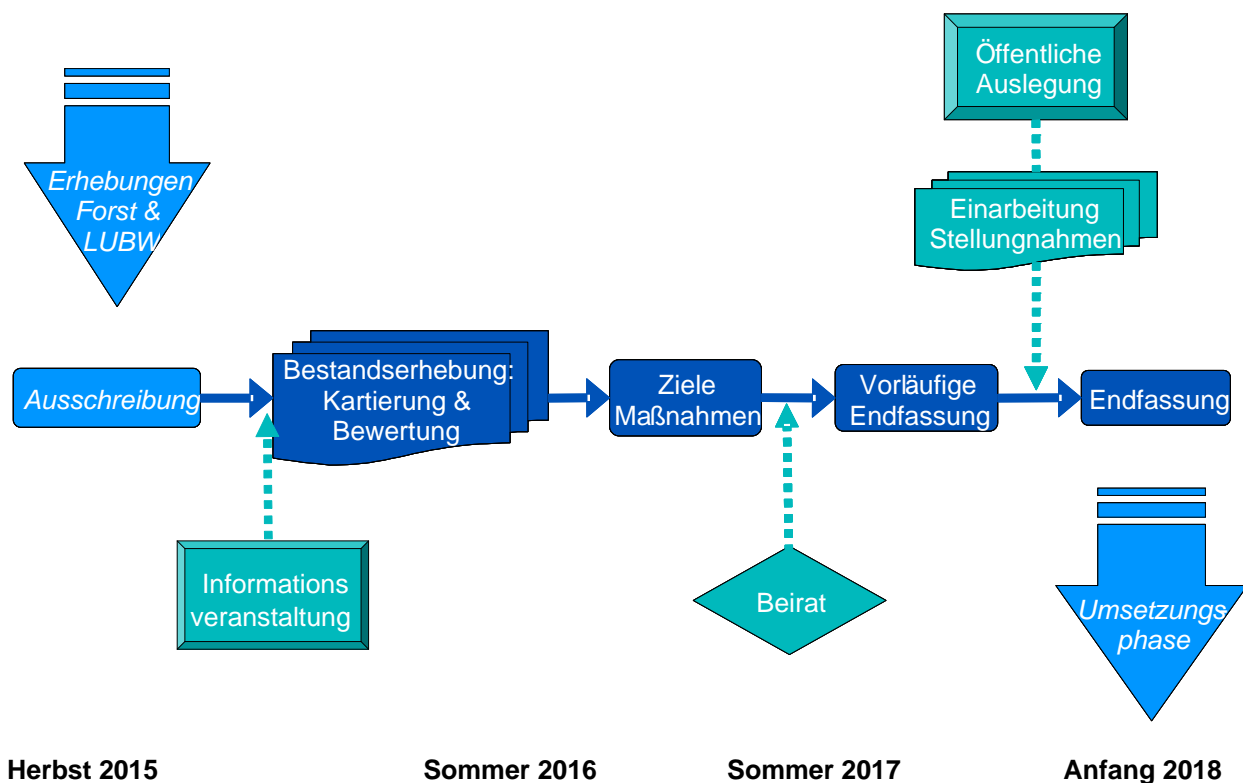 Öffentliche
Auslegung
Erhebungen
Forst &
LUBW
Einarbeitung
Stellungnahmen
Ausschreibung
Bestandserhebung:
Kartierung &
Bewertung
Ziele
Maßnahmen
Vorläufige
Endfassung
Endfassung
Informations
veranstaltung
Beirat
Umsetzungs-
phase
Herbst 2015
Sommer 2016
Sommer 2017
Anfang 2018